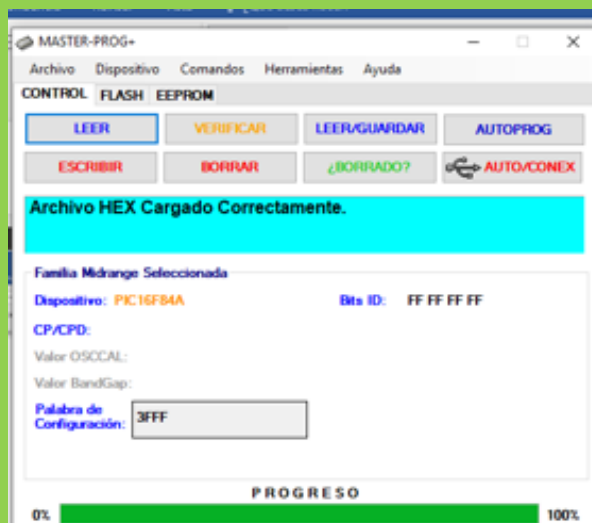 MASTER-PROG+
Archivo Dispositivo Comandos Herramientas Ayuda
CONTROL FLASH EEPROM
LEER VERIFICAR LEER/GUARDAR AUTOPROG
ESCRIBIR BORRAR ¿BORRADO? AUTO/CONEX
Archivo HEX Cargado Correctamente.
Familia Midrange Seleccionada
Dispositivo: PIC16F84A Bits ID: FF FF FF FF
CP/CPD:
Valor OSCCAL:
Valor BandGap:
Palabra de
Configuración: 3FFF
PROGRESO
0% 100%